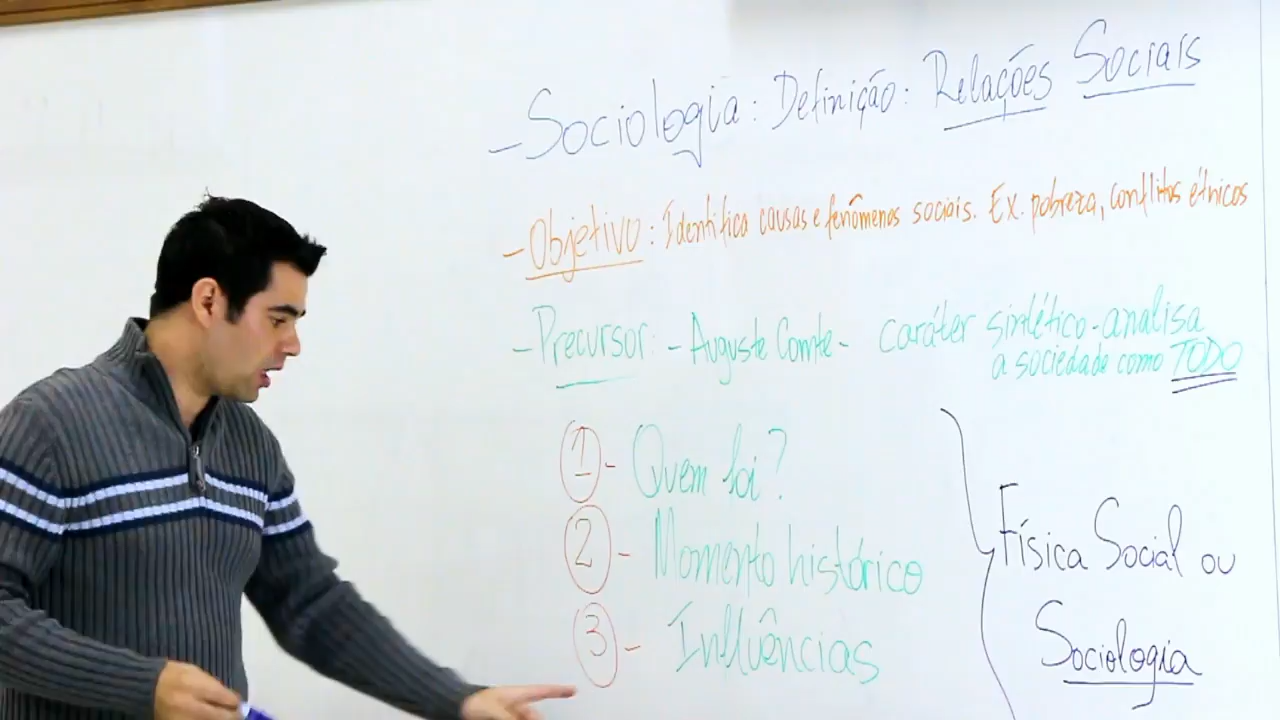 - Sociologia: Definição: Relações Sociais
- Objetivo: Identifica causas e fenômenos sociais. Ex. pobreza, conflitos étnicos
- Precursor: - Auguste Comte - caráter sintético - analisa
a sociedade como TODO
1 - Quem foi?
2 - Momento histórico
3 - Influências
Física Social ou
Sociologia